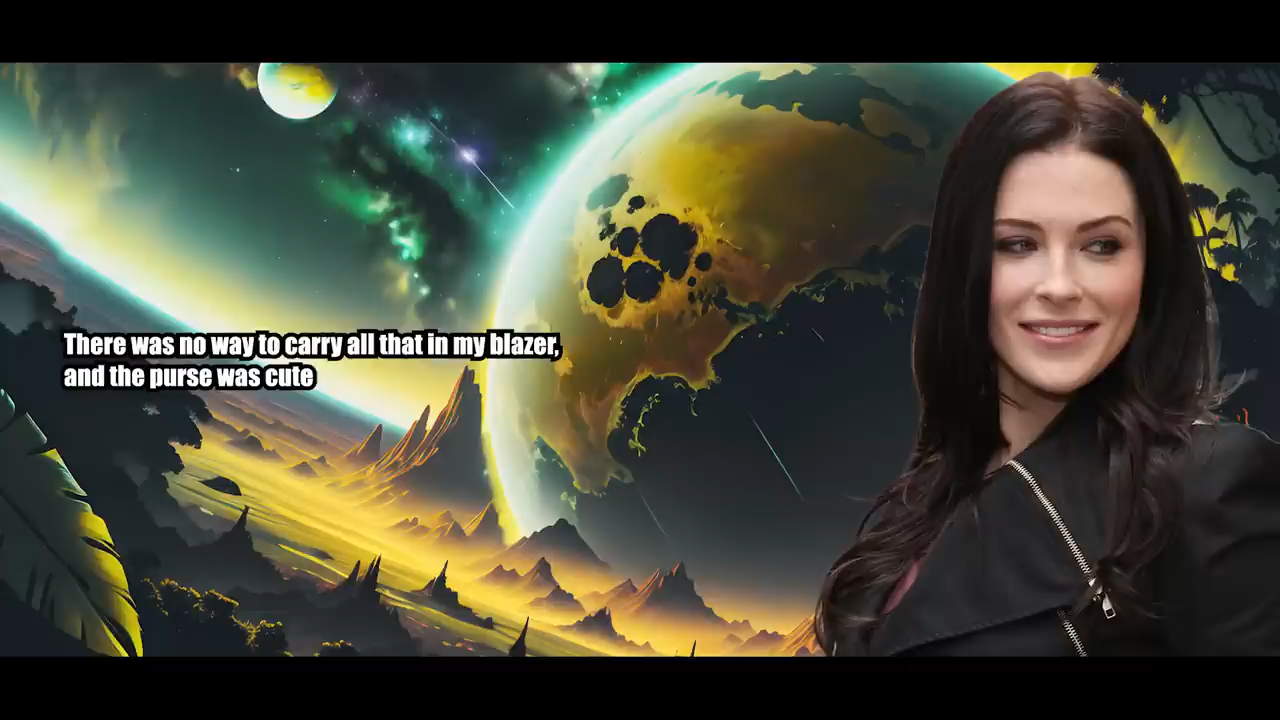 There was no way to carry all that in my blazer,
and the purse was cute